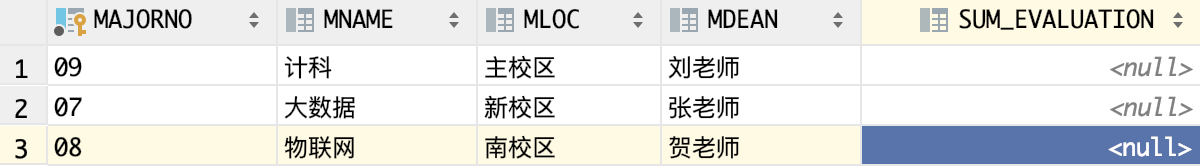 MAJORNO MNAME MLOC MDEAN SUM_EVALUATION
1 09 计科 主校区 刘老师 <null>
2 07 大数据 新校区 张老师 <null>
3 08 物联网 南校区 贺老师 <null>